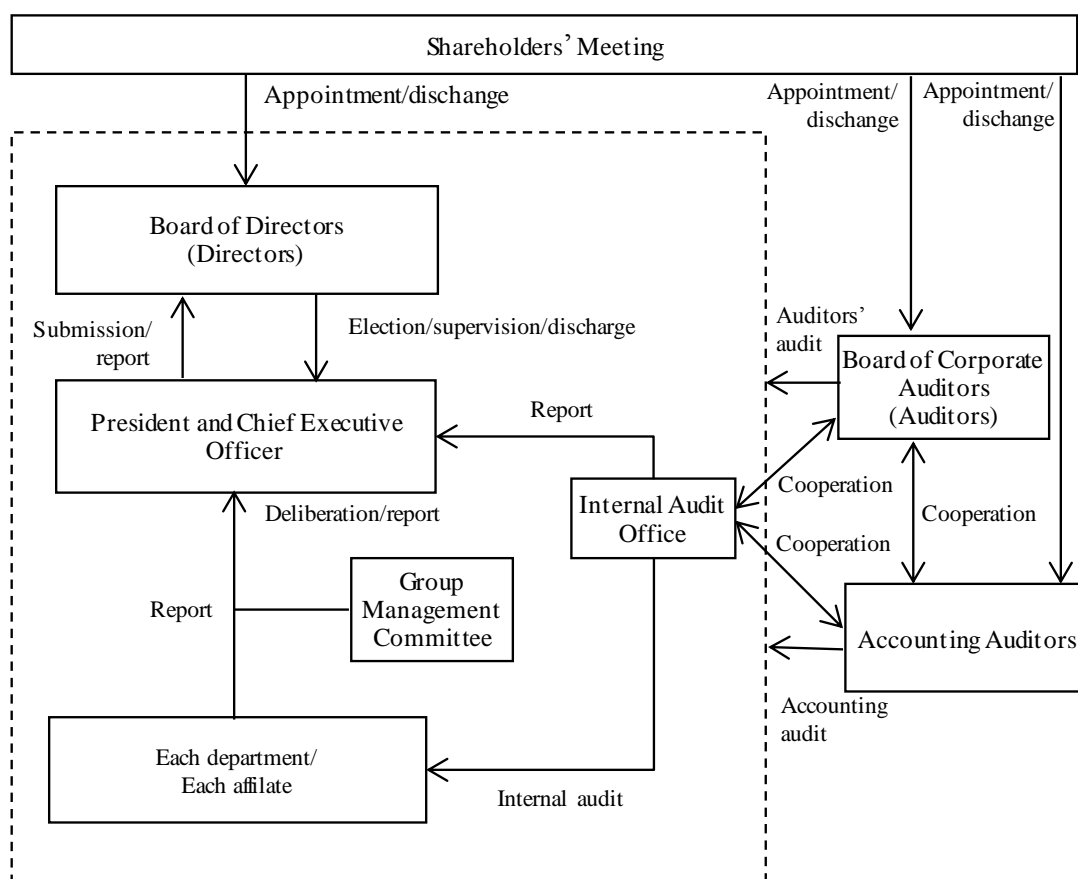 Shareholders’ Meeting
Appointment/dischange
Appointment/
dischange
Appointment/
dischange
Board of Directors
(Directors)
Submission/
report
Election/supervision/discharge
Auditors’
audit
Board of Corporate
Auditors
(Auditors)
President and Chief Executive
Officer
Report
Internal Audit
Office
Cooperation
Cooperation
Cooperation
Deliberation/report
Group
Management
Committee
Report
Accounting Auditors
Accounting
audit
Each department/
Each affilate
Internal audit